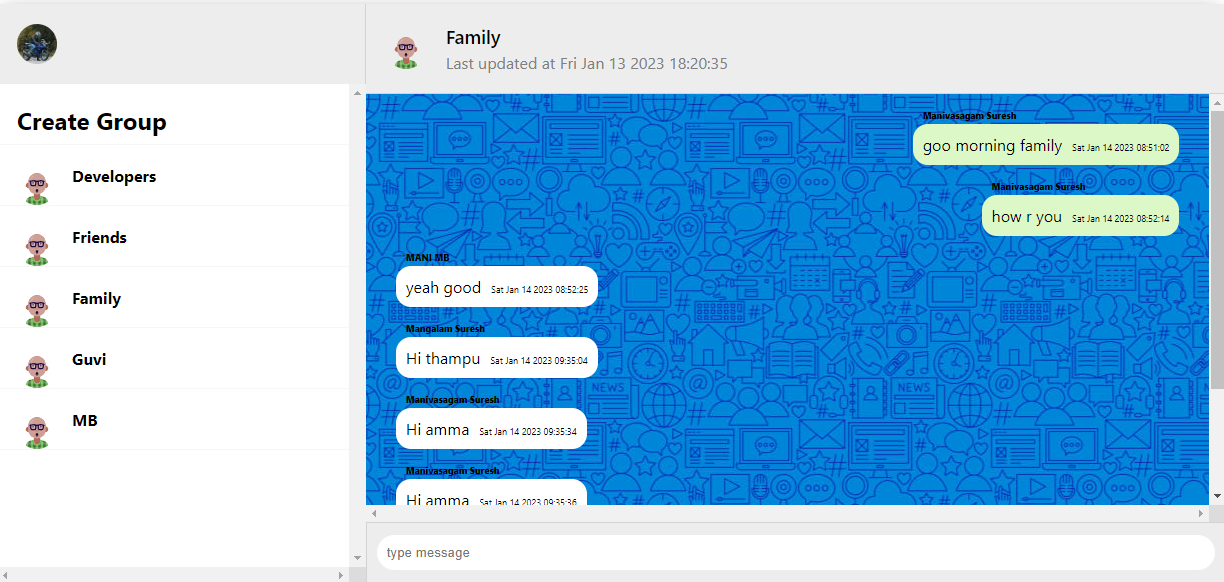 Create Group
Developers
Friends
Family
Guvi
MB
Family
Last updated at Fri Jan 13 2023 18:20:35
Manivasagam Suresh
goo morning family Sat Jan 14 2023 08:51:02
Manivasagam Suresh
how r you Sat Jan 14 2023 08:52:14
MANI MB
yeah good Sat Jan 14 2023 08:52:25
Mangalam Suresh
Hi thampu Sat Jan 14 2023 09:35:04
Manivasagam Suresh
Hi amma Sat Jan 14 2023 09:35:34
Manivasagam Suresh
Hi amma Sat Jan 14 2023 09:35:36
NEWS
NEWS
type message